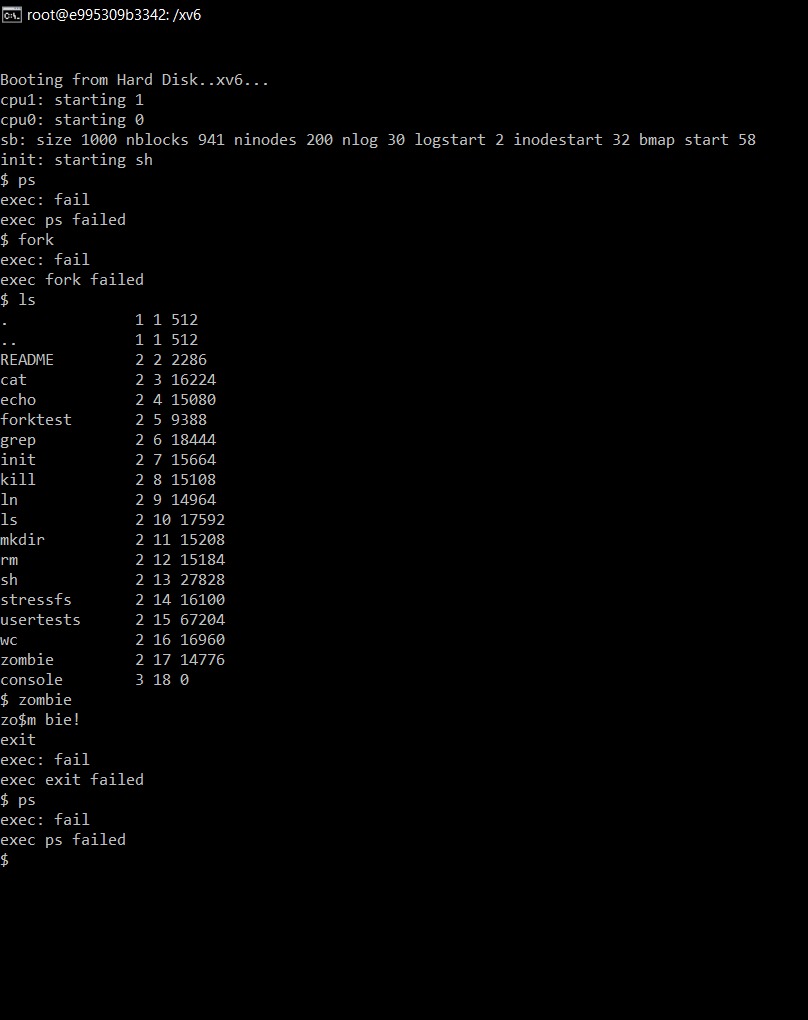 root@e995309b3342: /xv6
Booting from Hard Disk..xv6...
cpu1: starting 1
cpu0: starting 0
sb: size 1000 nblocks 941 ninodes 200 nlog 30 logstart 2 inodestart 32 bmap start 58
init: starting sh
$ ps
exec: fail
exec ps failed
$ fork
exec: fail
exec fork failed
$ ls
.              1 1 512
..             1 1 512
README         2 2 2286
cat            2 3 16224
echo           2 4 15080
forktest       2 5 9388
grep           2 6 18444
init           2 7 15664
kill           2 8 15108
ln             2 9 14964
ls             2 10 17592
mkdir          2 11 15208
rm             2 12 15184
sh             2 13 27828
stressfs       2 14 16100
usertests      2 15 67204
wc             2 16 16960
zombie         2 17 14776
console        3 18 0
$ zombie
zo$m bie!
exit
exec: fail
exec exit failed
$ ps
exec: fail
exec ps failed
$